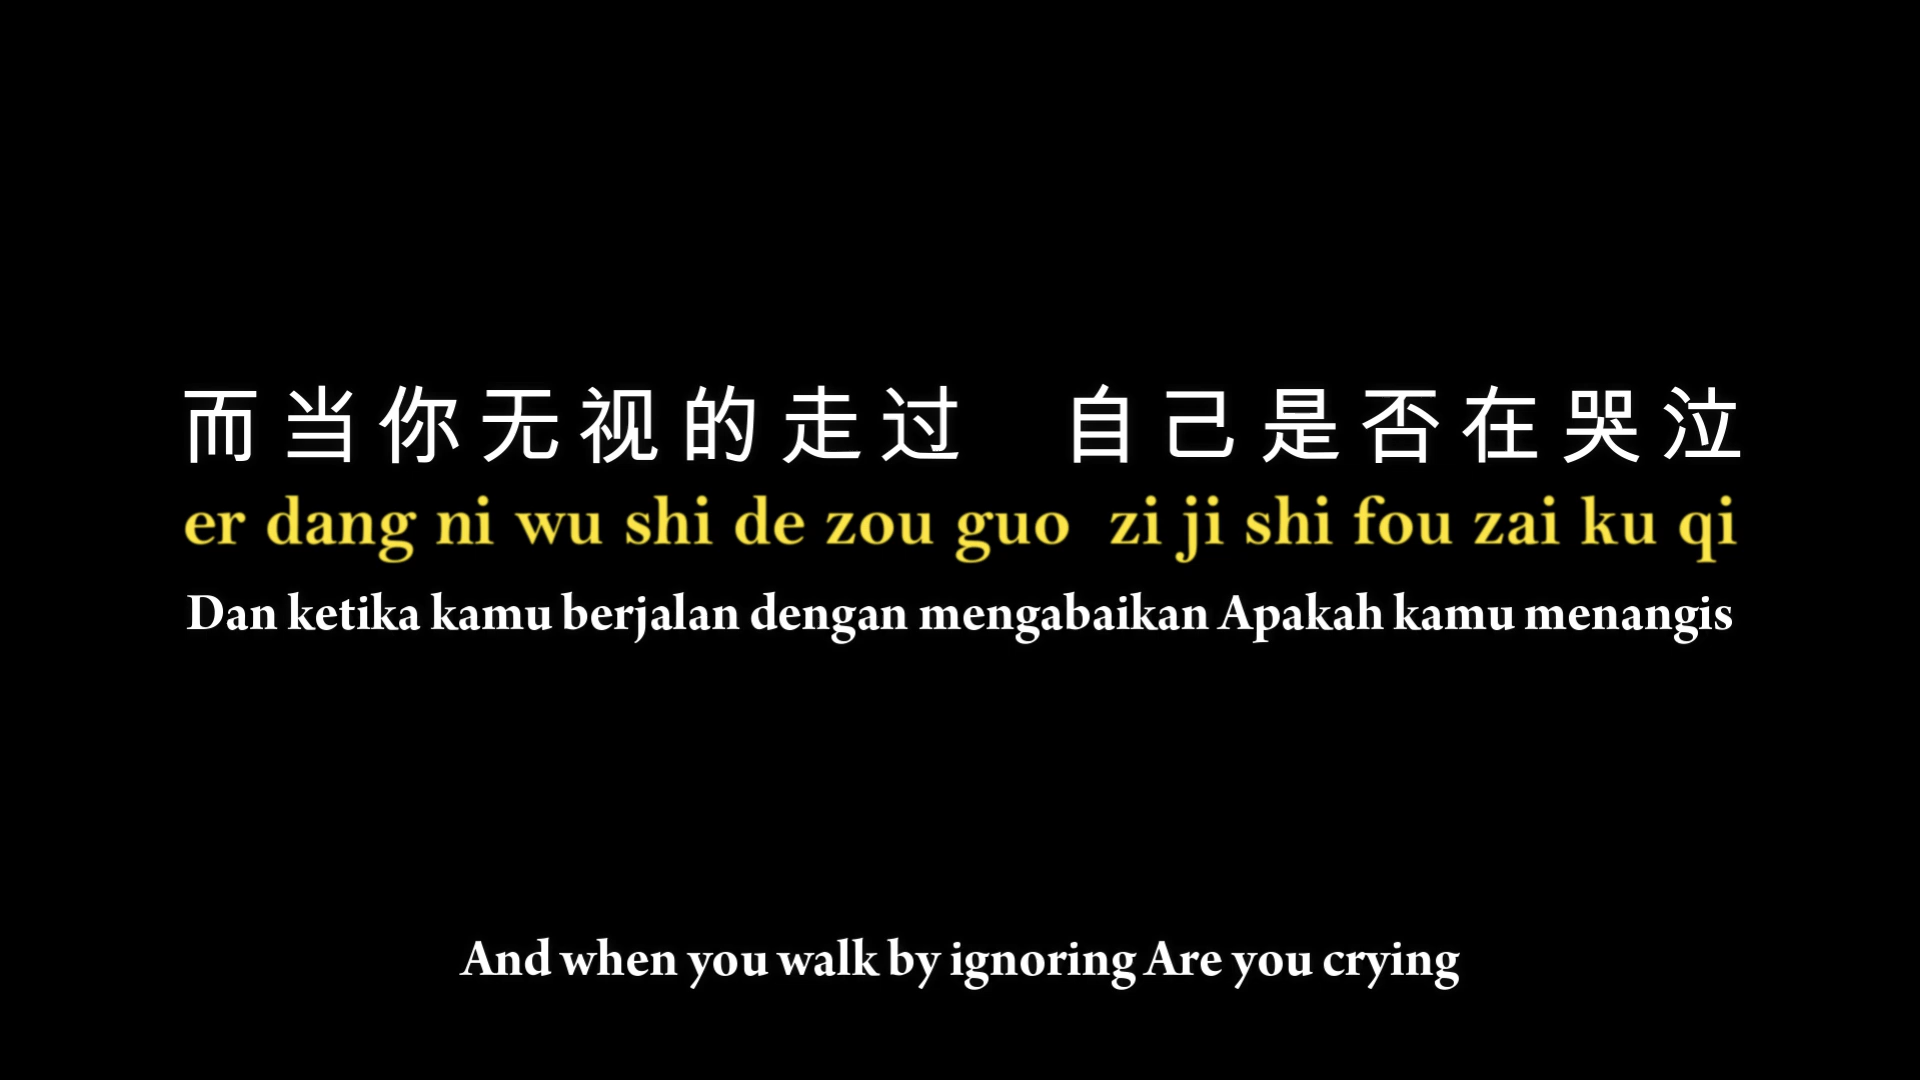 而当你无视的走过 自己是否在哭泣
er dang ni wu shi de zou guo zi ji shi fou zai ku qi
Dan ketika kamu berjalan dengan mengabaikan Apakah kamu menangis
And when you walk by ignoring Are you crying